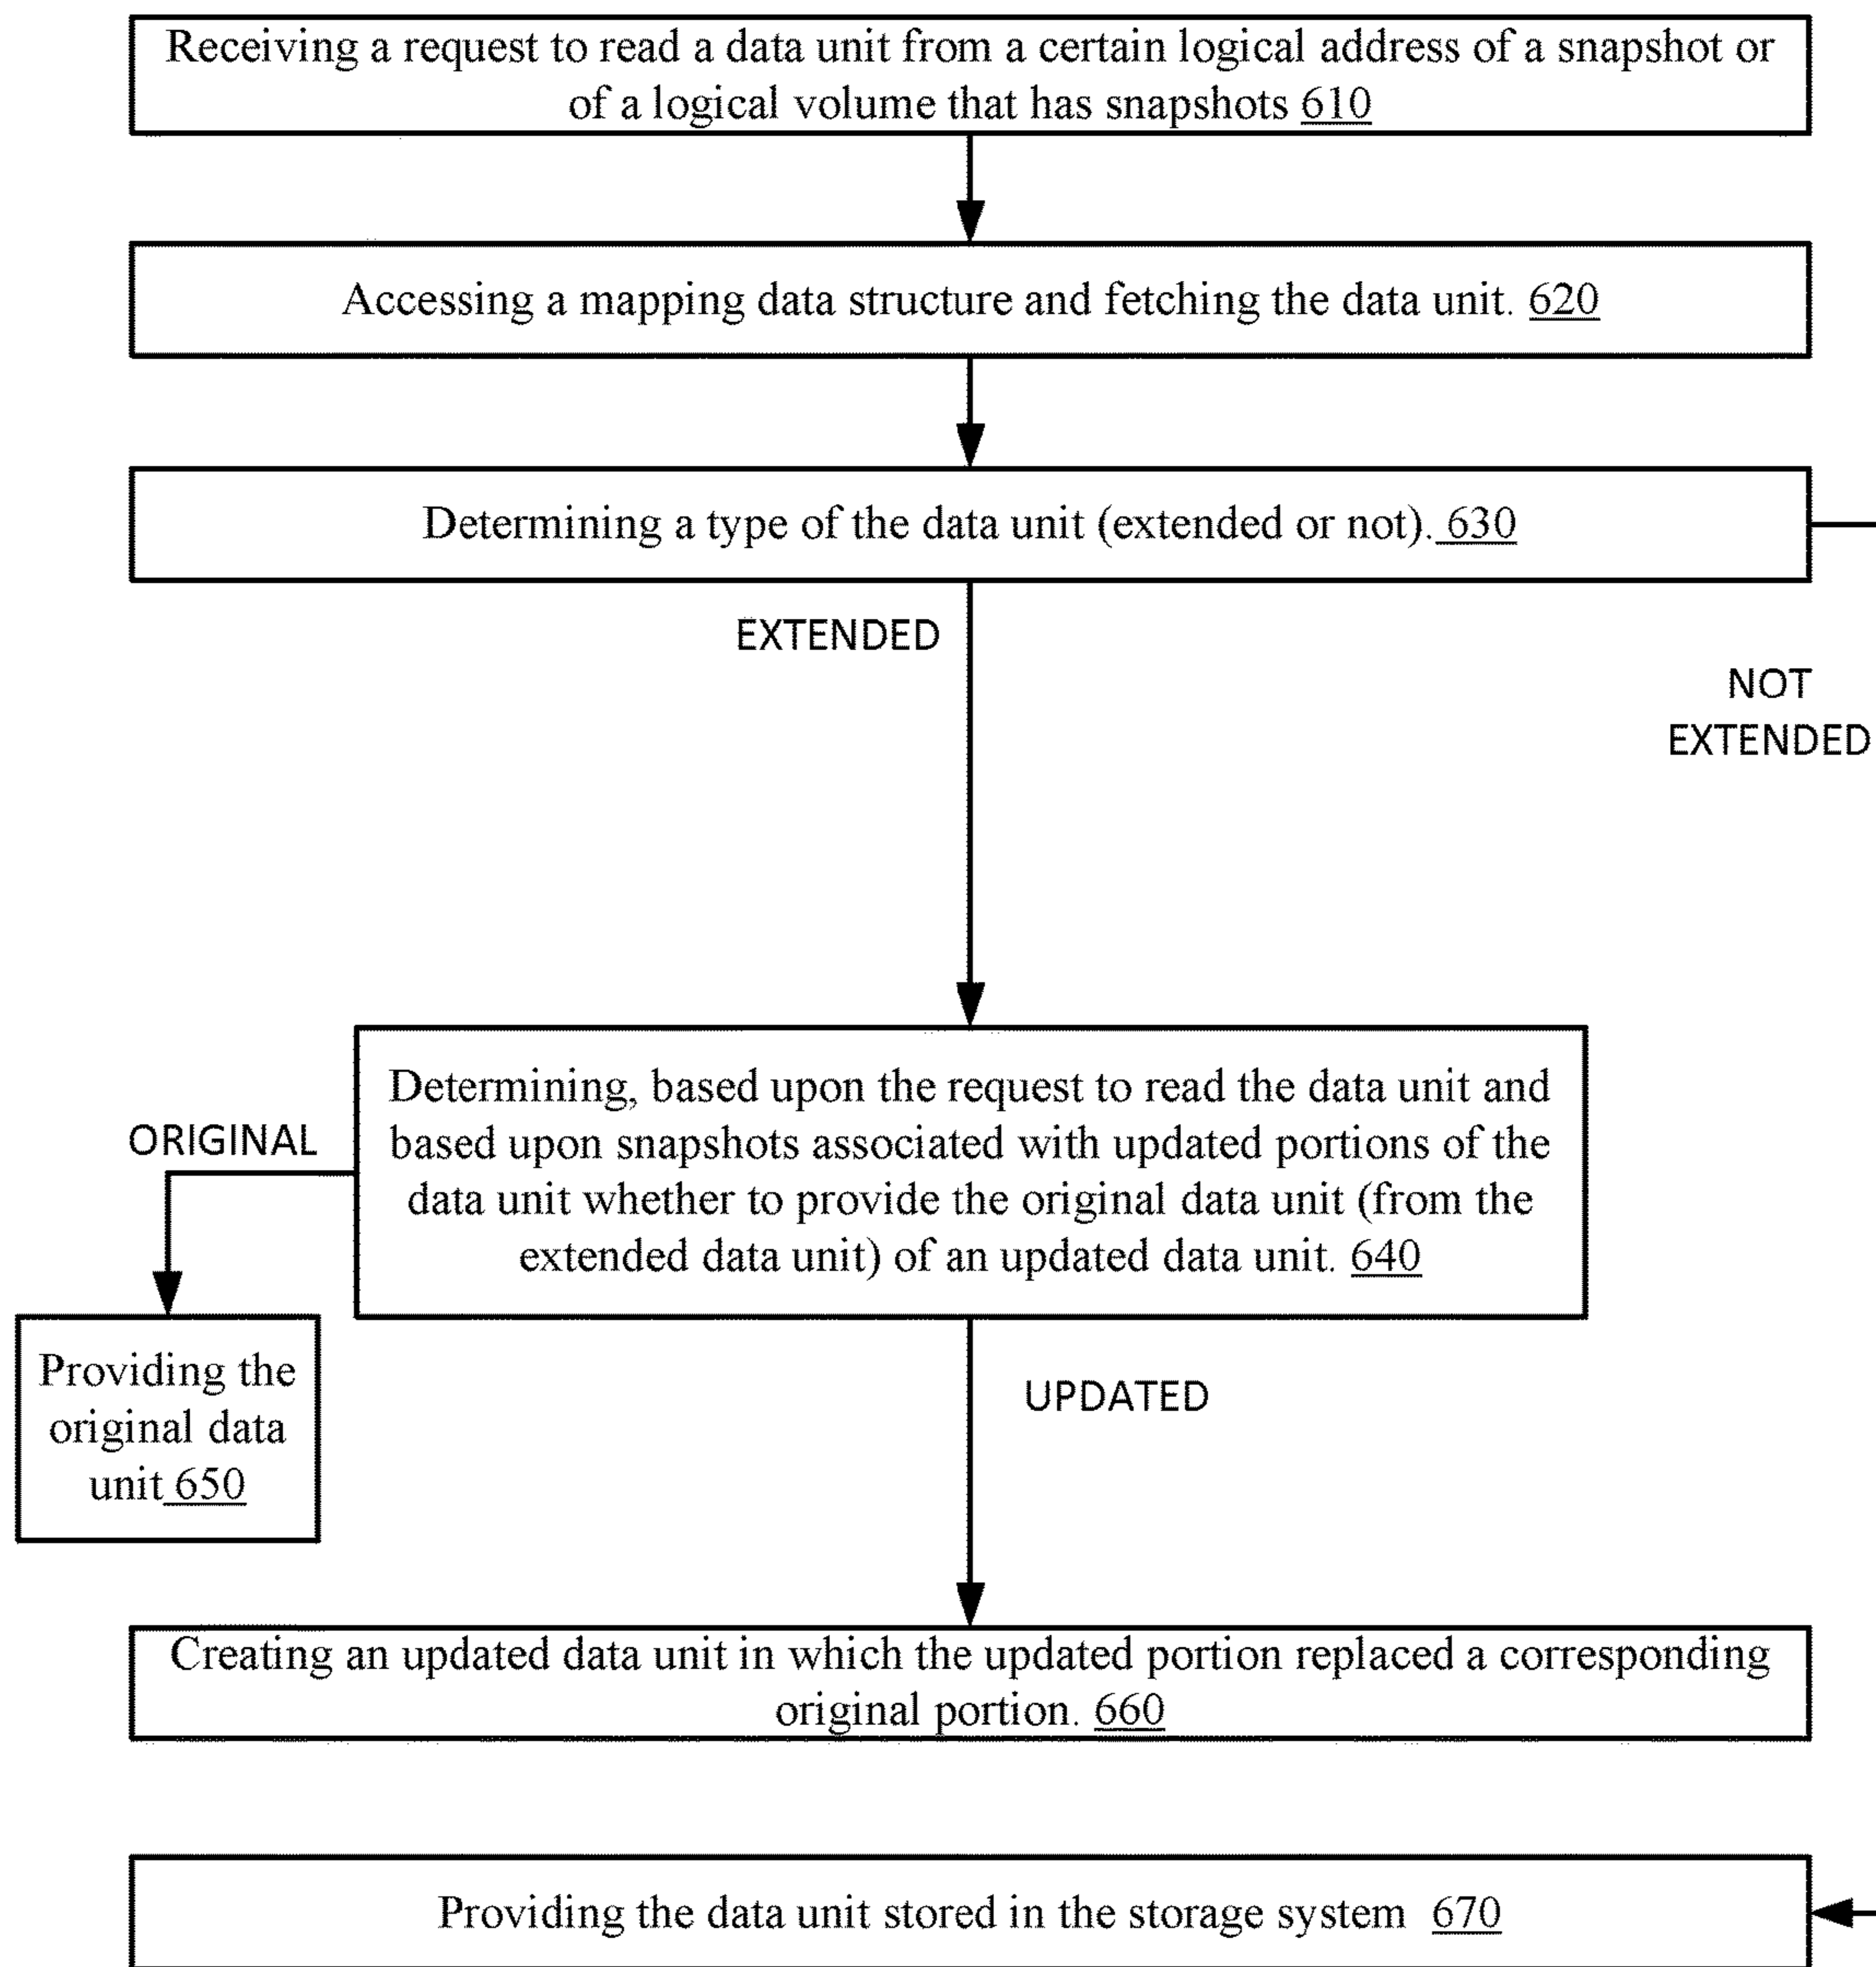 Receiving a request to read a data unit from a certain logical address of a snapshot or
of a logical volume that has snapshots 610
Accessing a mapping data structure and fetching the data unit. 620
Determining a type of the data unit (extended or not). 630
EXTENDED
NOT
EXTENDED
Determining, based upon the request to read the data unit and
based upon snapshots associated with updated portions of the
data unit whether to provide the original data unit (from the
extended data unit) of an updated data unit. 640
ORIGINAL
Providing the
original data
unit 650
UPDATED
Creating an updated data unit in which the updated portion replaced a corresponding
original portion. 660
Providing the data unit stored in the storage system 670